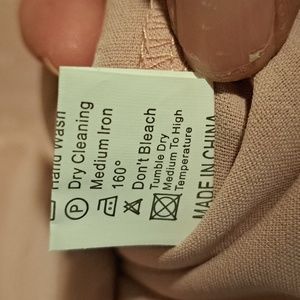 Hand Wash
Dry Cleaning
Medium Iron
160°
Don't Bleach
Tumble Dry
Medium To High
Temperature
MADE IN CHINA